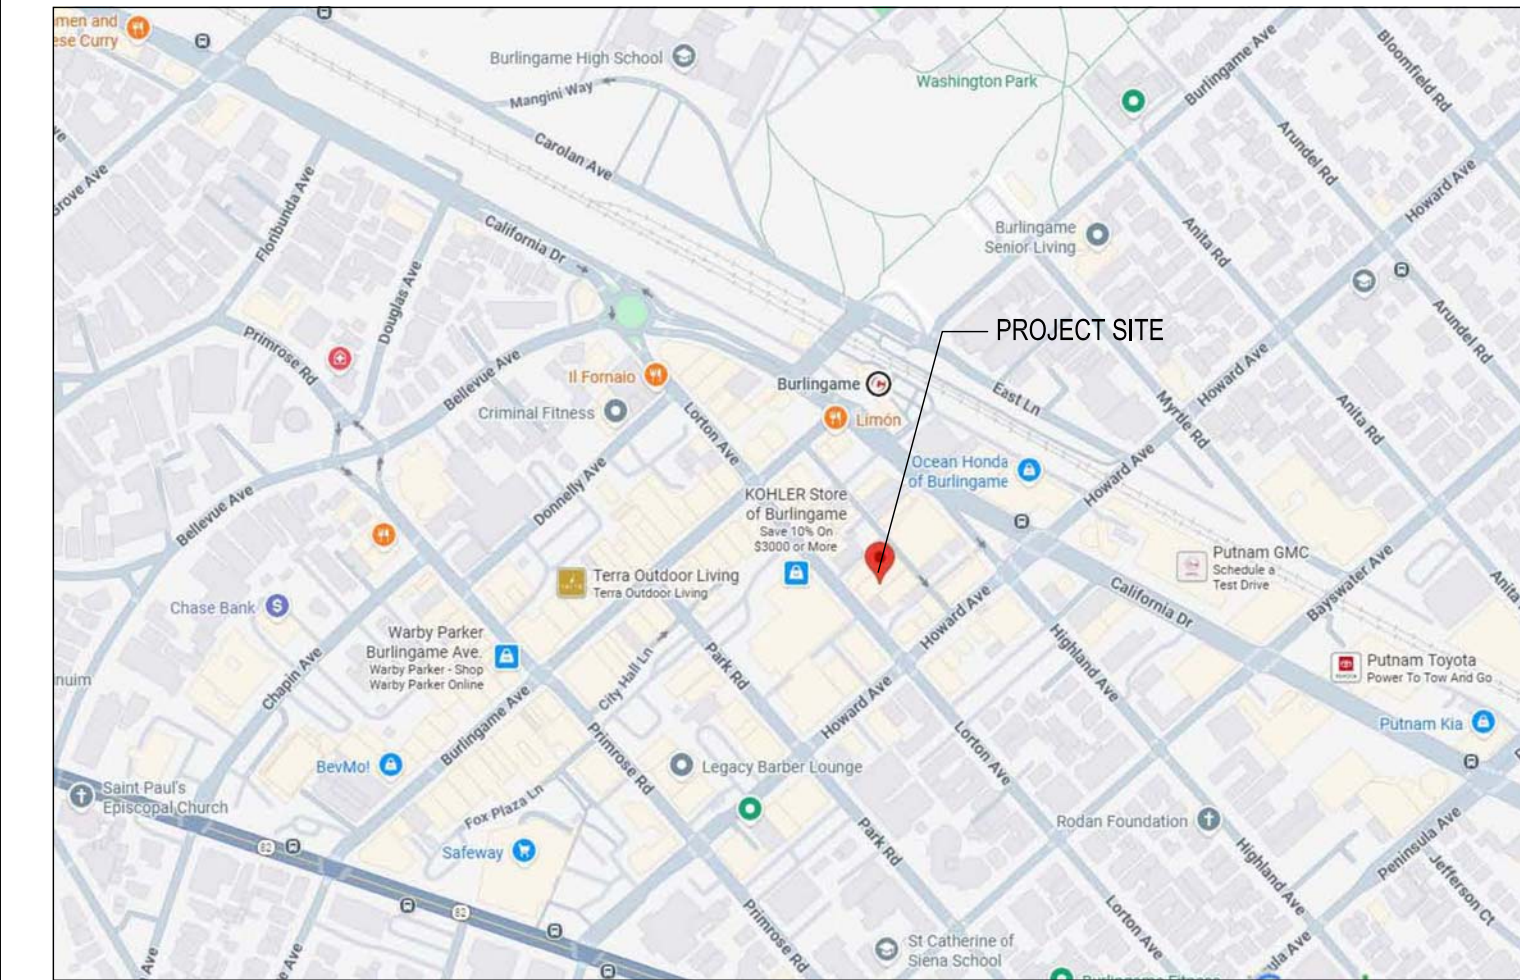 men and
ese Curry
Burlingame High School
Washington Park
Burlingame Ave
Bloomfield Rd
Mangini Way
Carolan Ave
Arundel Rd
Howard Ave
Grove Ave
Floribunda Ave
California Dr
Burlingame
Senior Living
Anita Rd
Douglas Ave
Arundel Rd
PROJECT SITE
Primrose Rd
Bellevue Ave
Il Fornaio
Burlingame
Howard Ave
East Ln
Criminal Fitness
Limón
Lorton Ave
Myrtle Rd
Anita Rd
Ocean Honda
of Burlingame
Howard Ave
Bellevue Ave
Donnelly Ave
KOHLER Store
of Burlingame
Save 10% On
$3000 or More
Putnam GMC
Schedule a
Test Drive
Terra Outdoor Living
Terra Outdoor Living
Bayswater Ave
Anita
Chase Bank
California Dr
Howard Ave
Warby Parker
Burlingame Ave.
Warby Parker - Shop
Warby Parker Online
Highland Ave
Putnam Toyota
Power To Tow And Go
nuim
Chapin Ave
City Hall Ln
Park Rd
Howard Ave
Burlingame Ave
Putnam Kia
Primrose Rd
Lorton Ave
BevMo!
Legacy Barber Lounge
Saint Paul's
Episcopal Church
Fox Plaza Ln
Rodan Foundation
Peninsula Ave
82
Safeway
Park Rd
Highland Ave
Jefferson Ct
82
Primrose Rd
Lorton Ave
St Catherine of
Siena School
Ave
e Ave
ula Ave
Burlingame Fitness